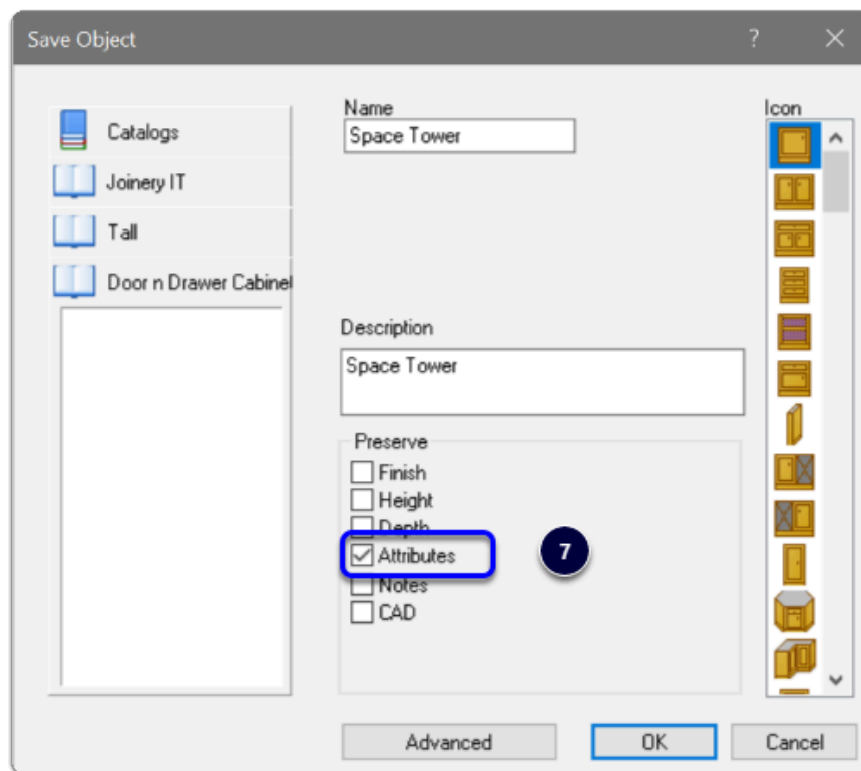 Save Object
?
Catalogs
Joinery IT
Tall
Door n Drawer Cabinet
Name
Space Tower
Icon
Description
Space Tower
Preserve
Finish
Height
Depth
Attributes
7
Notes
CAD
Advanced
OK
Cancel